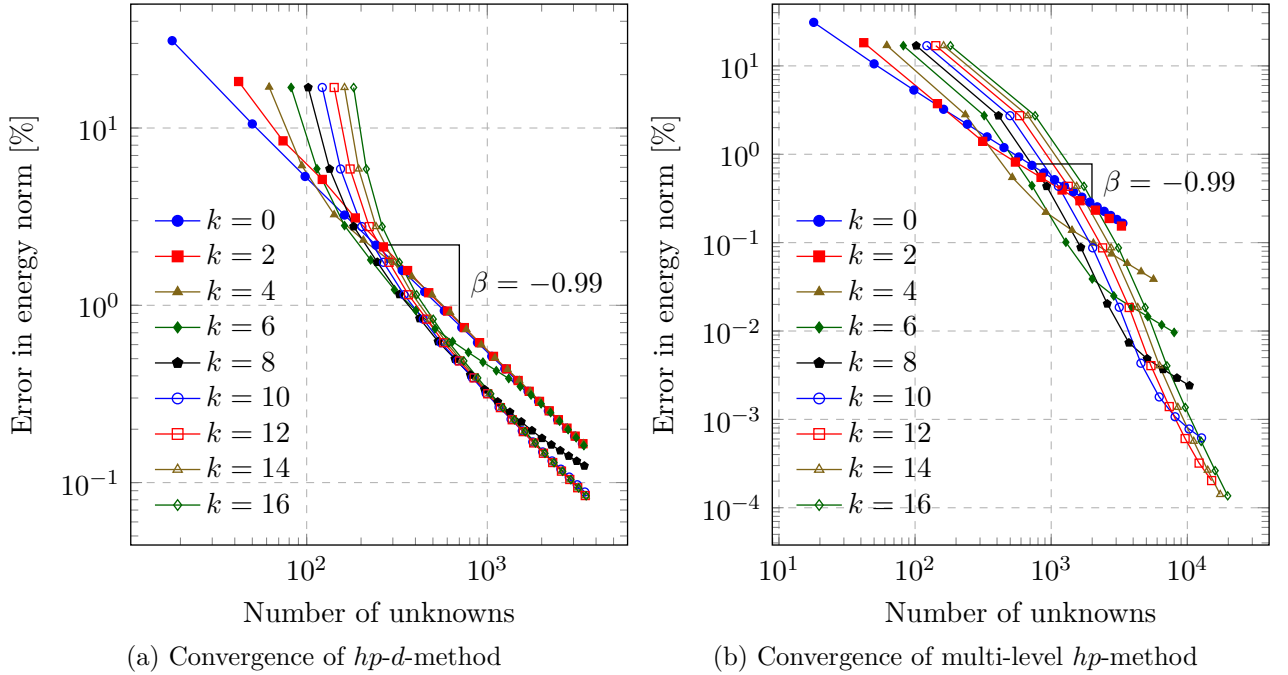 Error in energy norm [%]
10^1
10^0
10^−1
k = 0
k = 2
k = 4
k = 6
k = 8
k = 10
k = 12
k = 14
k = 16
β = −0.99
10^2
10^3
Number of unknowns
(a) Convergence of hp-d-method
Error in energy norm [%]
10^1
10^0
10^−1
10^−2
10^−3
10^−4
k = 0
k = 2
k = 4
k = 6
k = 8
k = 10
k = 12
k = 14
k = 16
β = −0.99
10^1
10^2
10^3
10^4
Number of unknowns
(b) Convergence of multi-level hp-method